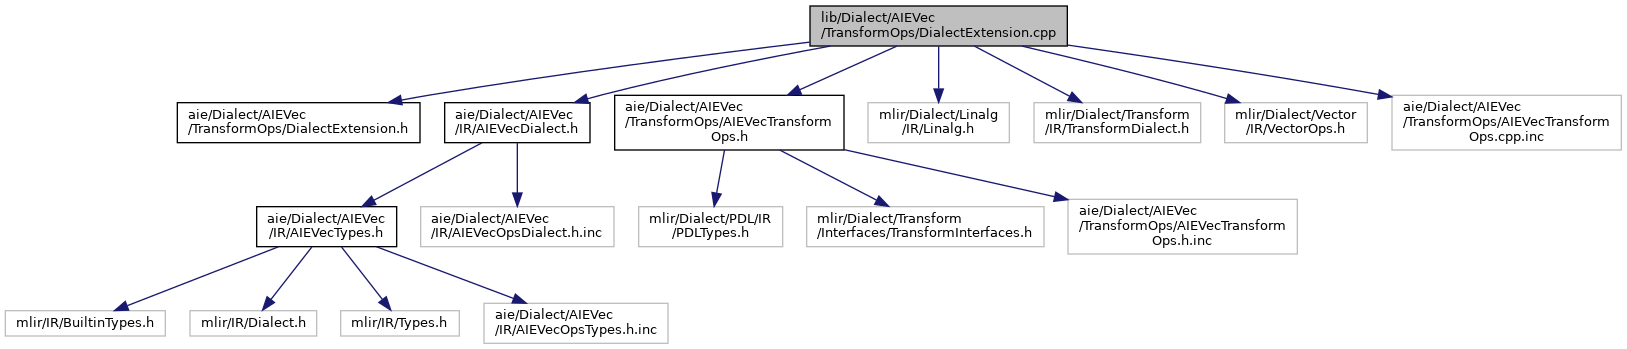 lib/Dialect/AIEVec
/TransformOps/DialectExtension.cpp
aie/Dialect/AIEVec
/TransformOps/DialectExtension.h
aie/Dialect/AIEVec
/IR/AIEVecDialect.h
aie/Dialect/AIEVec
/TransformOps/AIEVecTransform
Ops.h
mlir/Dialect/Linalg
/IR/Linalg.h
mlir/Dialect/Transform
/IR/TransformDialect.h
mlir/Dialect/Vector
/IR/VectorOps.h
aie/Dialect/AIEVec
/TransformOps/AIEVecTransform
Ops.cpp.inc
aie/Dialect/AIEVec
/IR/AIEVecTypes.h
aie/Dialect/AIEVec
/IR/AIEVecOpsDialect.h.inc
mlir/Dialect/PDL/IR
/PDLTypes.h
mlir/Dialect/Transform
/Interfaces/TransformInterfaces.h
aie/Dialect/AIEVec
/TransformOps/AIEVecTransform
Ops.h.inc
mlir/IR/BuiltinTypes.h
mlir/IR/Dialect.h
mlir/IR/Types.h
aie/Dialect/AIEVec
/IR/AIEVecOpsTypes.h.inc